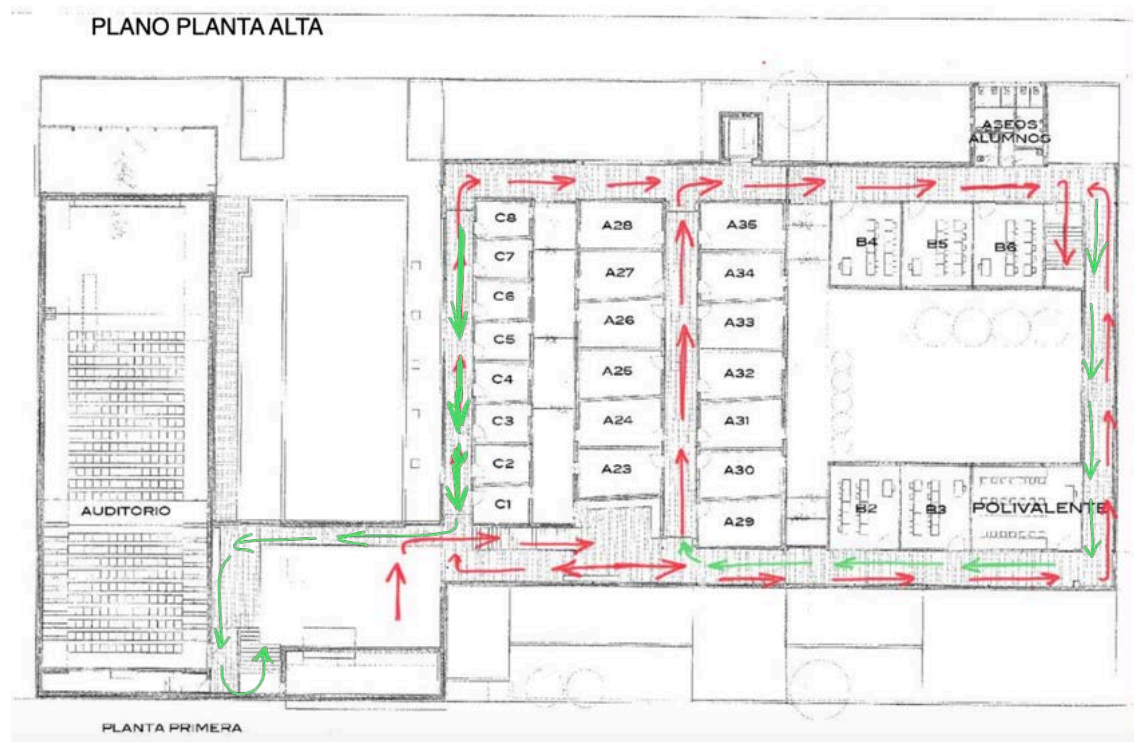 PLANO PLANTA ALTA
ASEOS
ALUMNOS
C8
C7
C6
C5
C4
C3
C2
C1
A28
A27
A26
A25
A24
A23
A35
A34
A33
A32
A31
A30
A29
B4
B5
B6
B2
B3
POLIVALENTE
AUDITORIO
PLANTA PRIMERA